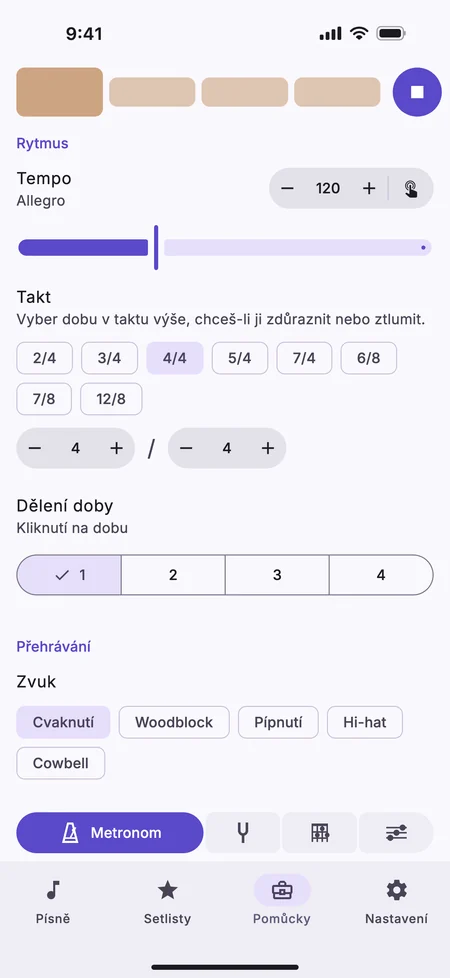 9:41
Rytmus
Tempo
Allegro
120
Takt
Vyber dobu v taktu výše, chceš-li ji zdůraznit nebo ztlumit.
2/4 3/4 4/4 5/4 7/4 6/8
7/8 12/8
− 4 + / − 4 +
Dělení doby
Kliknutí na dobu
1 2 3 4
Přehrávání
Zvuk
Cvaknutí Woodblock Pípnutí Hi-hat
Cowbell
Metronom
Písně Setlisty Pomůcky Nastavení